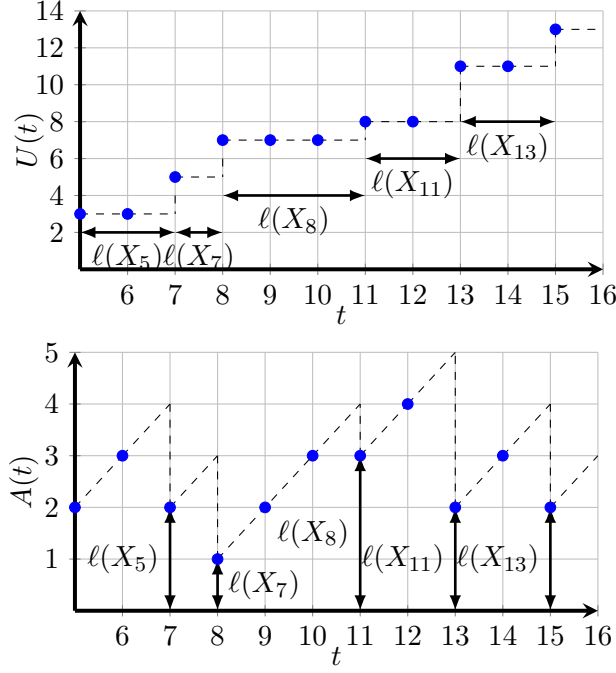 14
12
10
8
6
4
2
U(t)
ℓ(X₁₃)
ℓ(X₁₁)
ℓ(X₈)
ℓ(X₅) ℓ(X₇)
6 7 8 9 10 11 12 13 14 15 16
t
5
4
3
2
1
A(t)
ℓ(X₈)
ℓ(X₅) ℓ(X₁₁) ℓ(X₁₃)
ℓ(X₇)
6 7 8 9 10 11 12 13 14 15 16
t